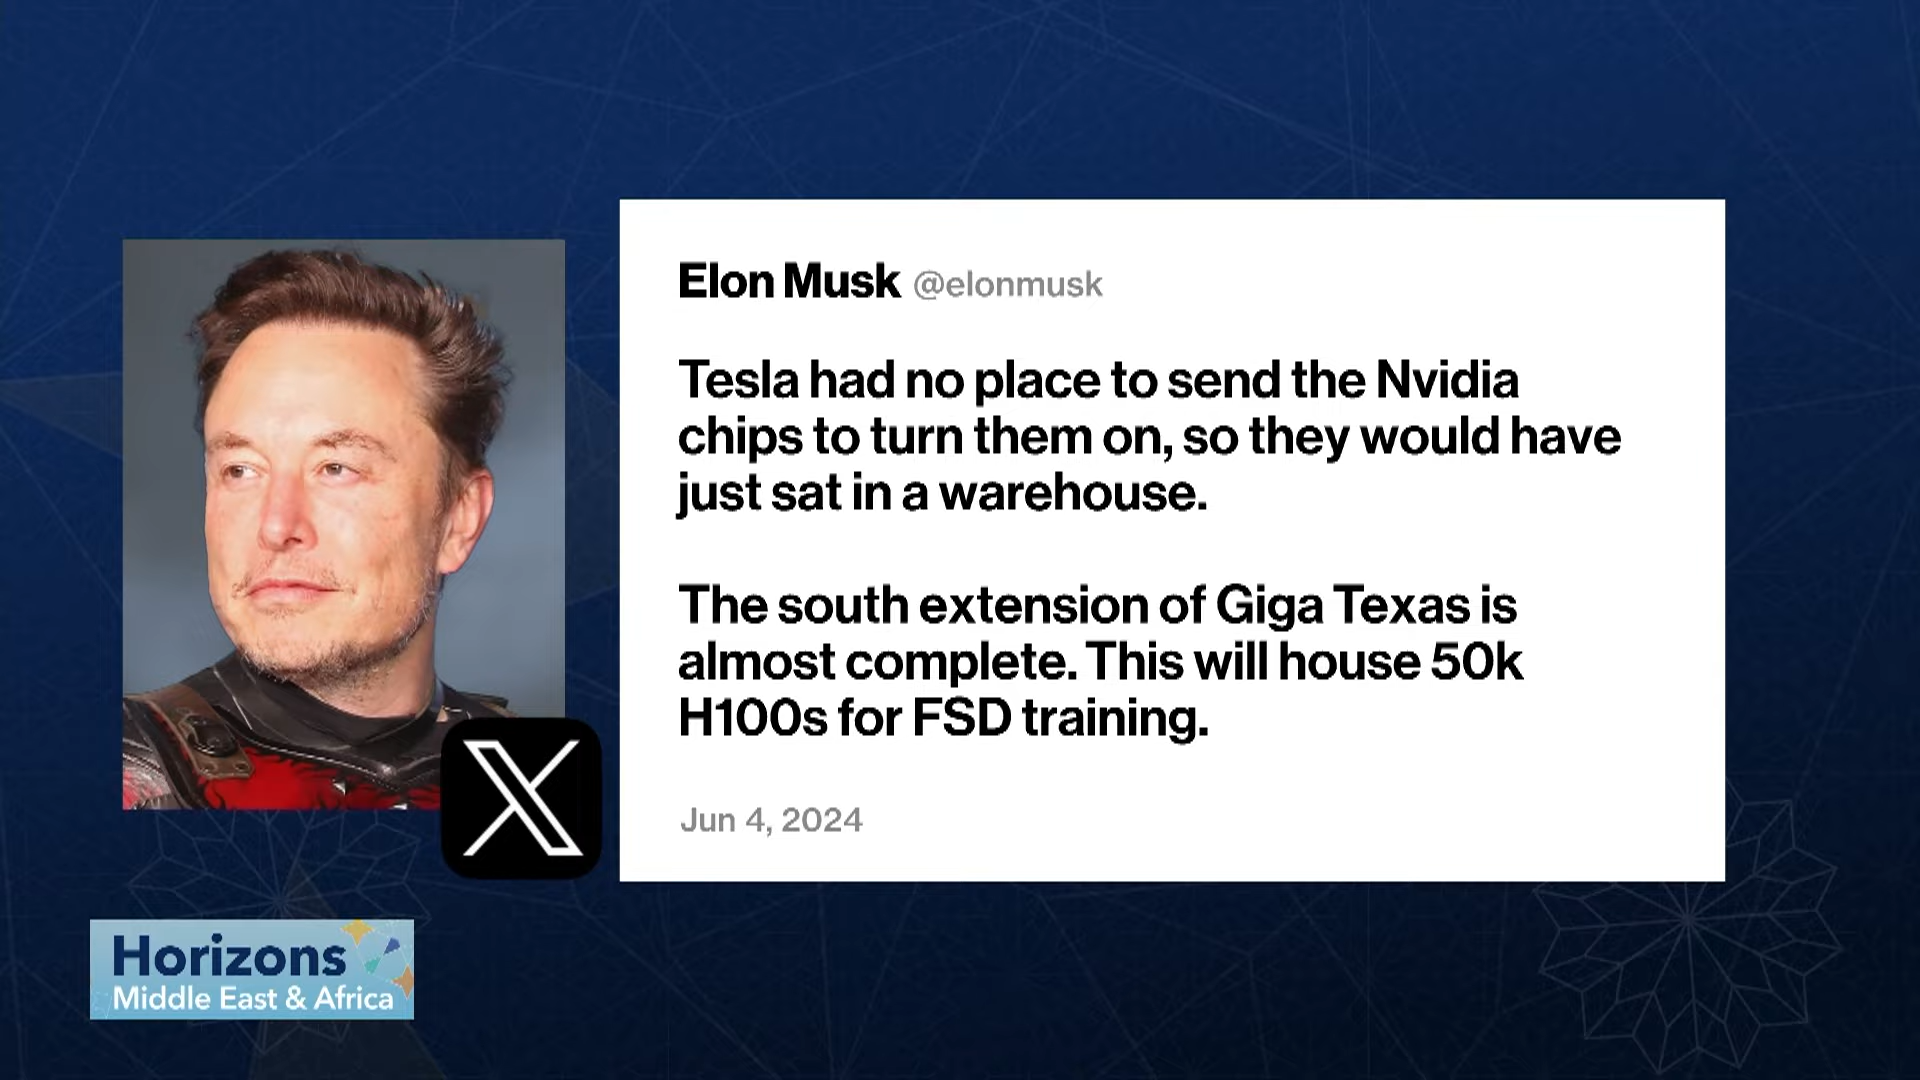 Elon Musk @elonmusk
Tesla had no place to send the Nvidia
chips to turn them on, so they would have
just sat in a warehouse.
The south extension of Giga Texas is
almost complete. This will house 50k
H100s for FSD training.
Jun 4, 2024
Horizons
Middle East & Africa